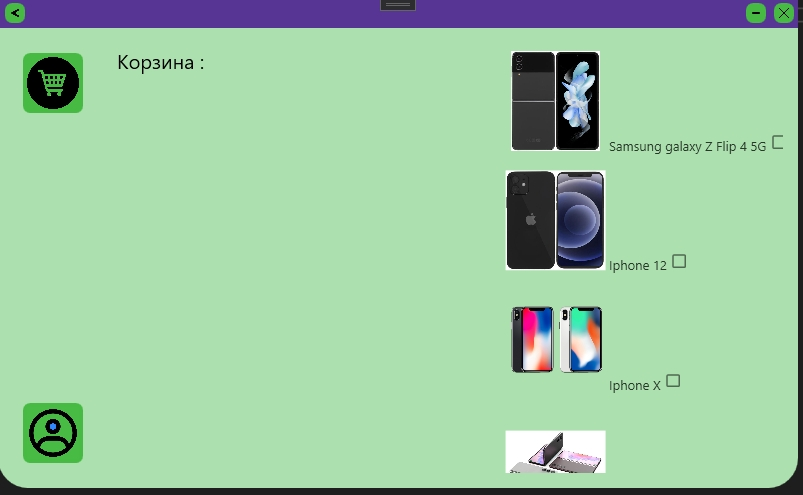 Корзина :
Samsung galaxy Z Flip 4 5G
Iphone 12
Iphone X